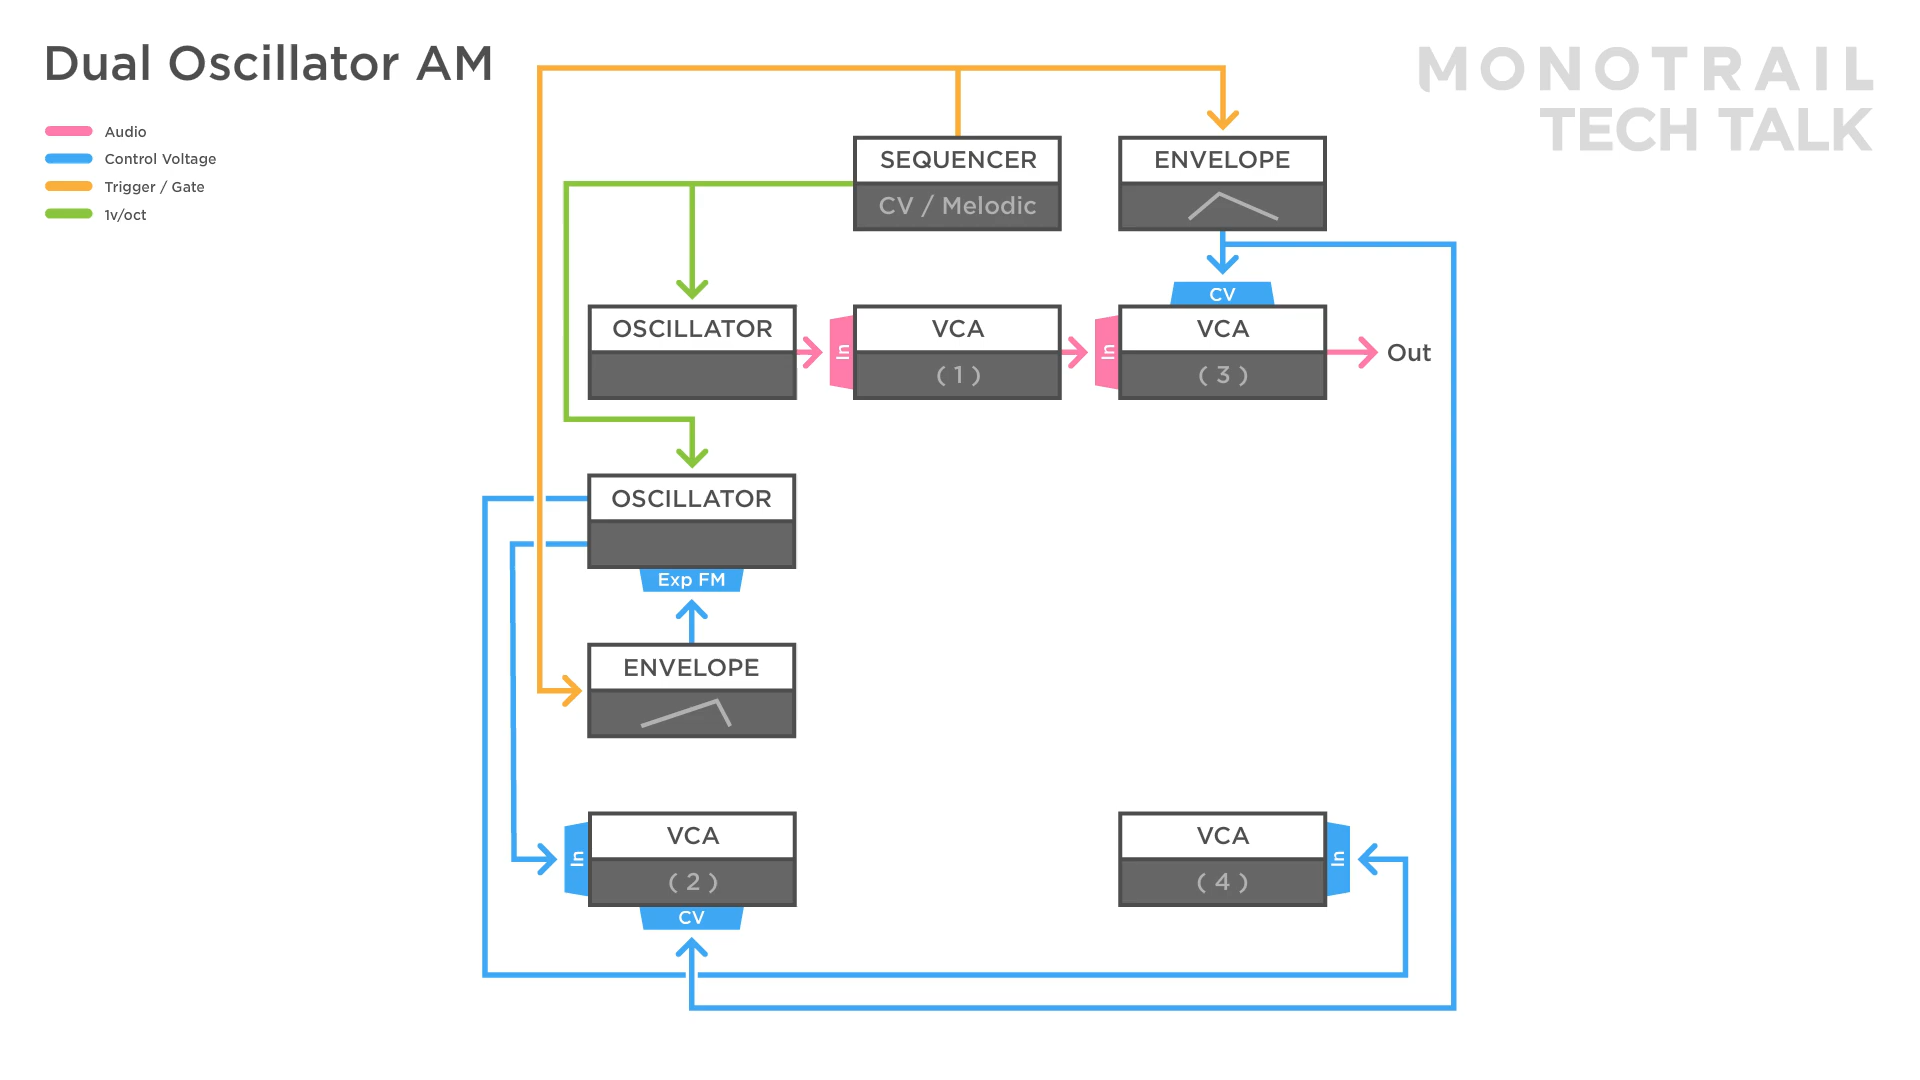 Dual Oscillator AM
MONOTRAIL
TECH TALK
Audio
Control Voltage
Trigger / Gate
1v/oct
SEQUENCER
CV / Melodic
ENVELOPE
CV
OSCILLATOR
In
VCA
( 1 )
In
VCA
( 3 )
Out
OSCILLATOR
Exp FM
ENVELOPE
In
VCA
( 2 )
CV
VCA
( 4 )
In